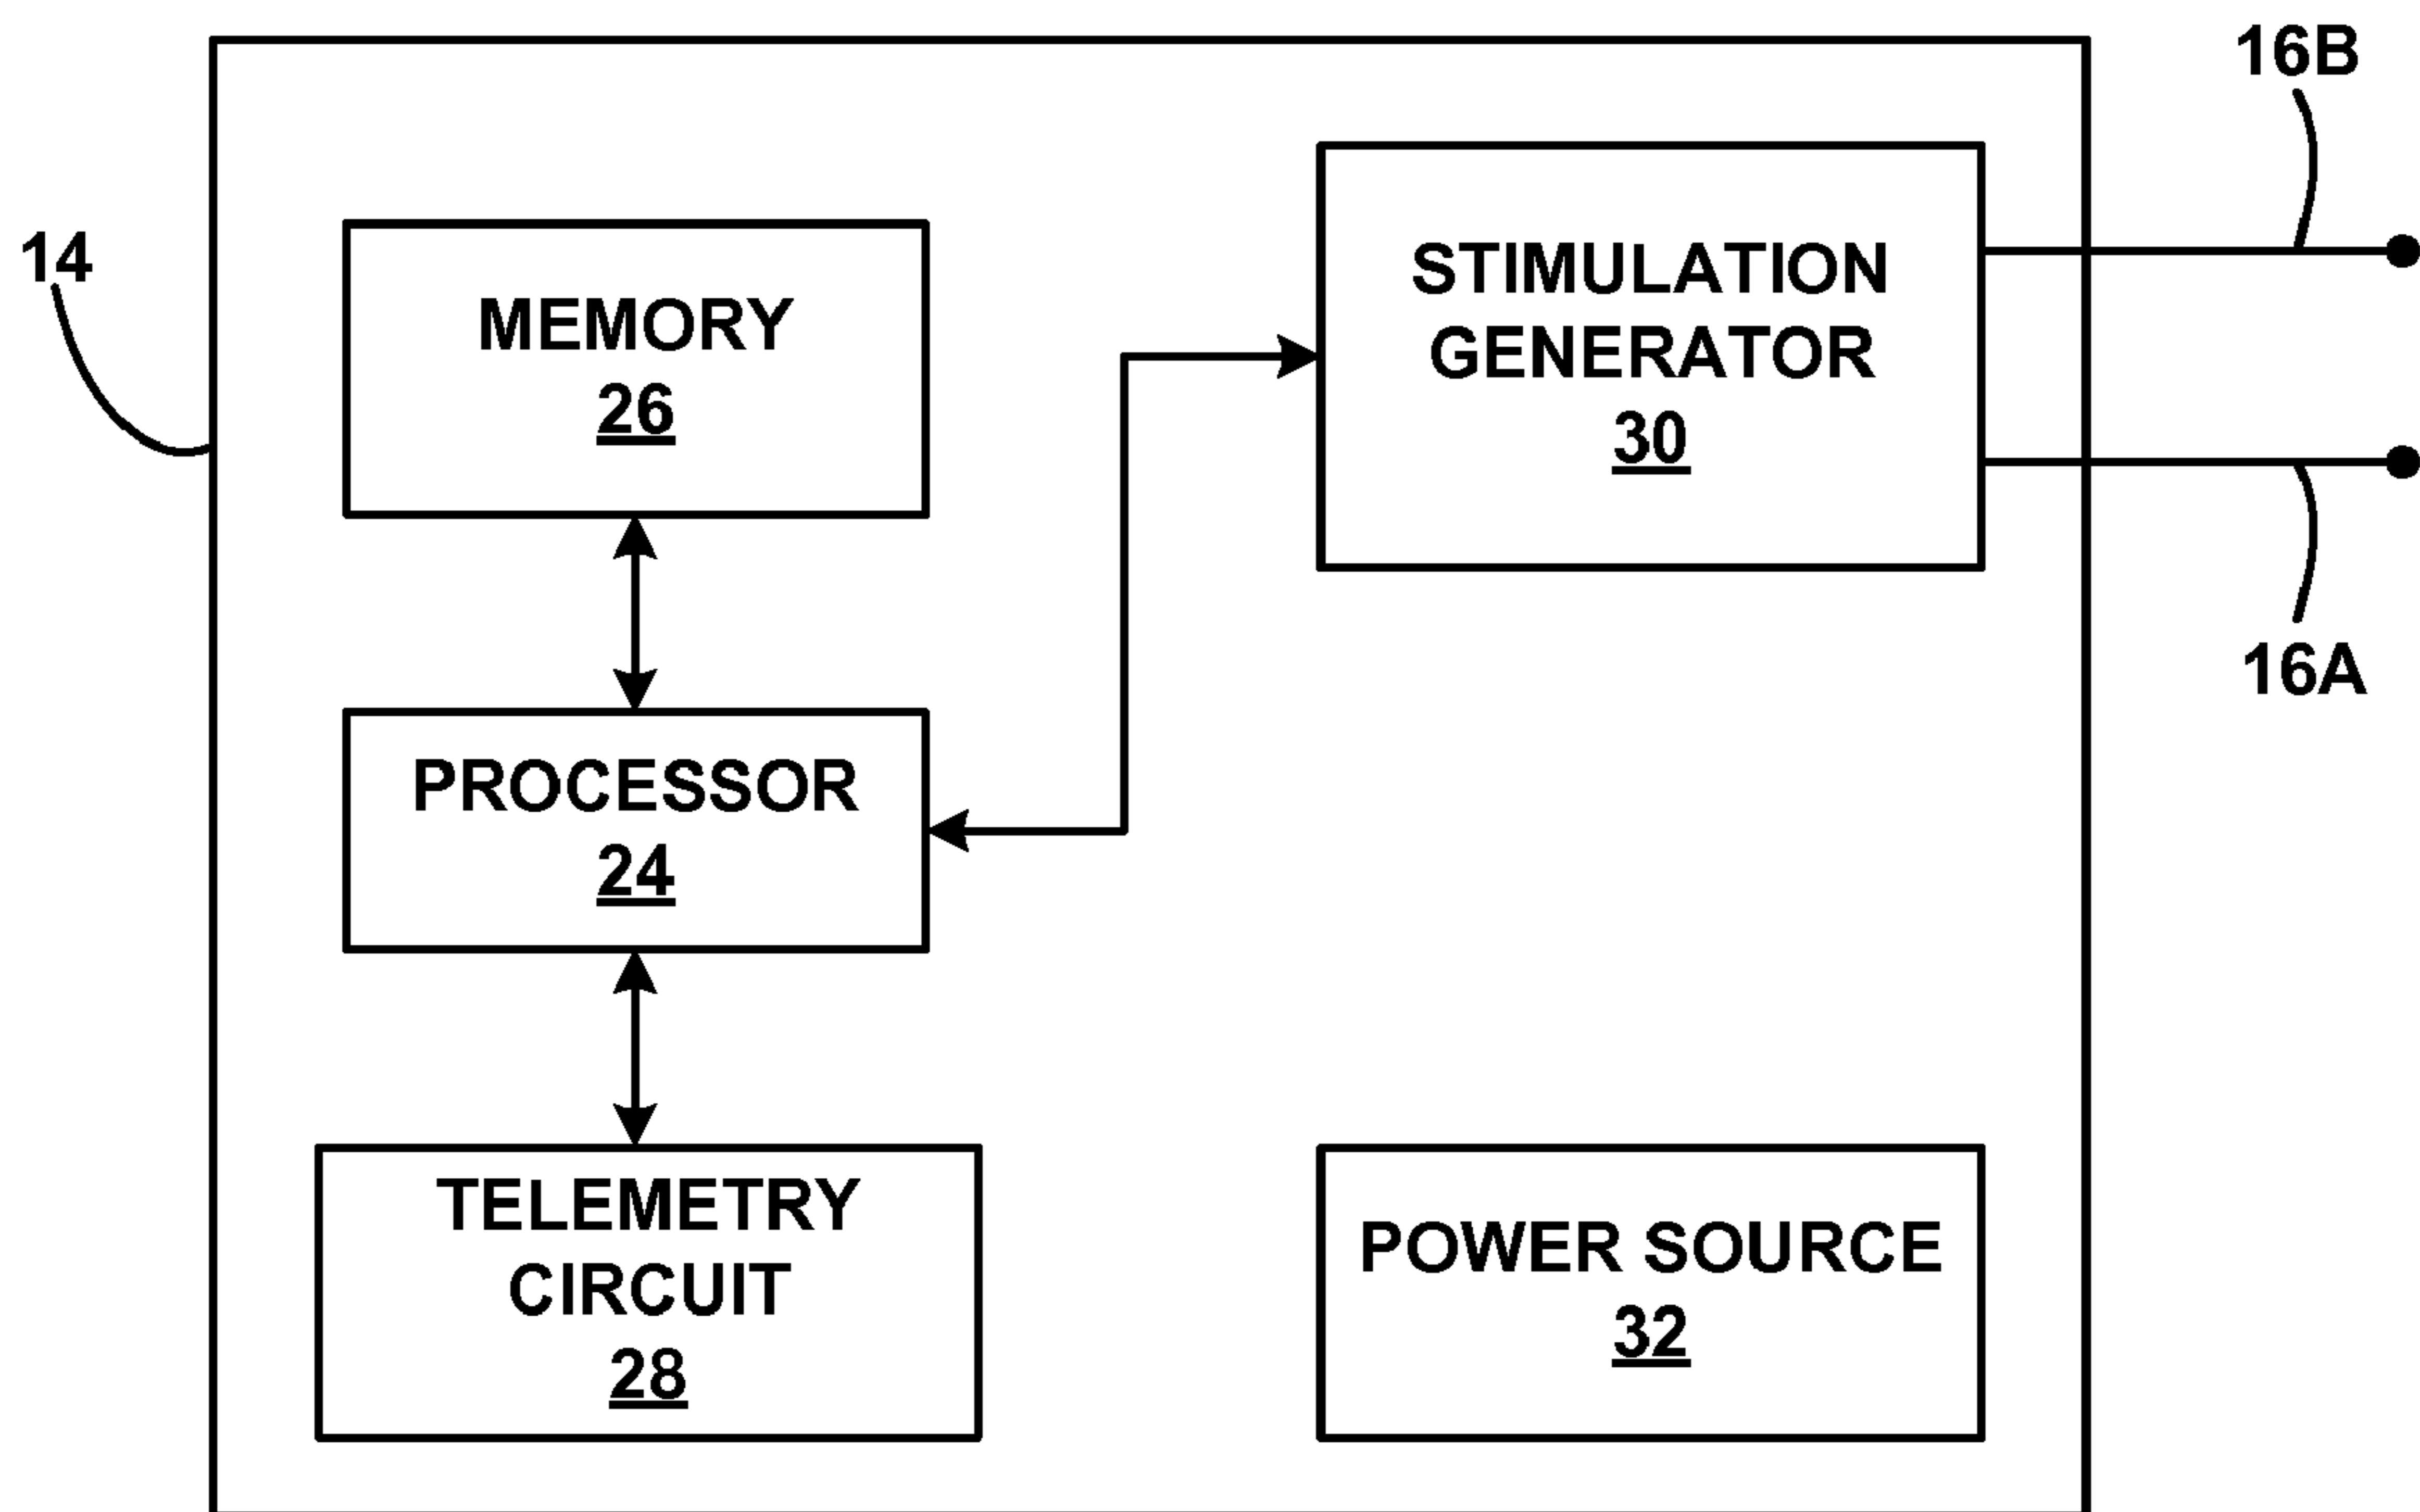 16B
14
MEMORY
26
STIMULATION
GENERATOR
30
16A
PROCESSOR
24
TELEMETRY
CIRCUIT
28
POWER SOURCE
32